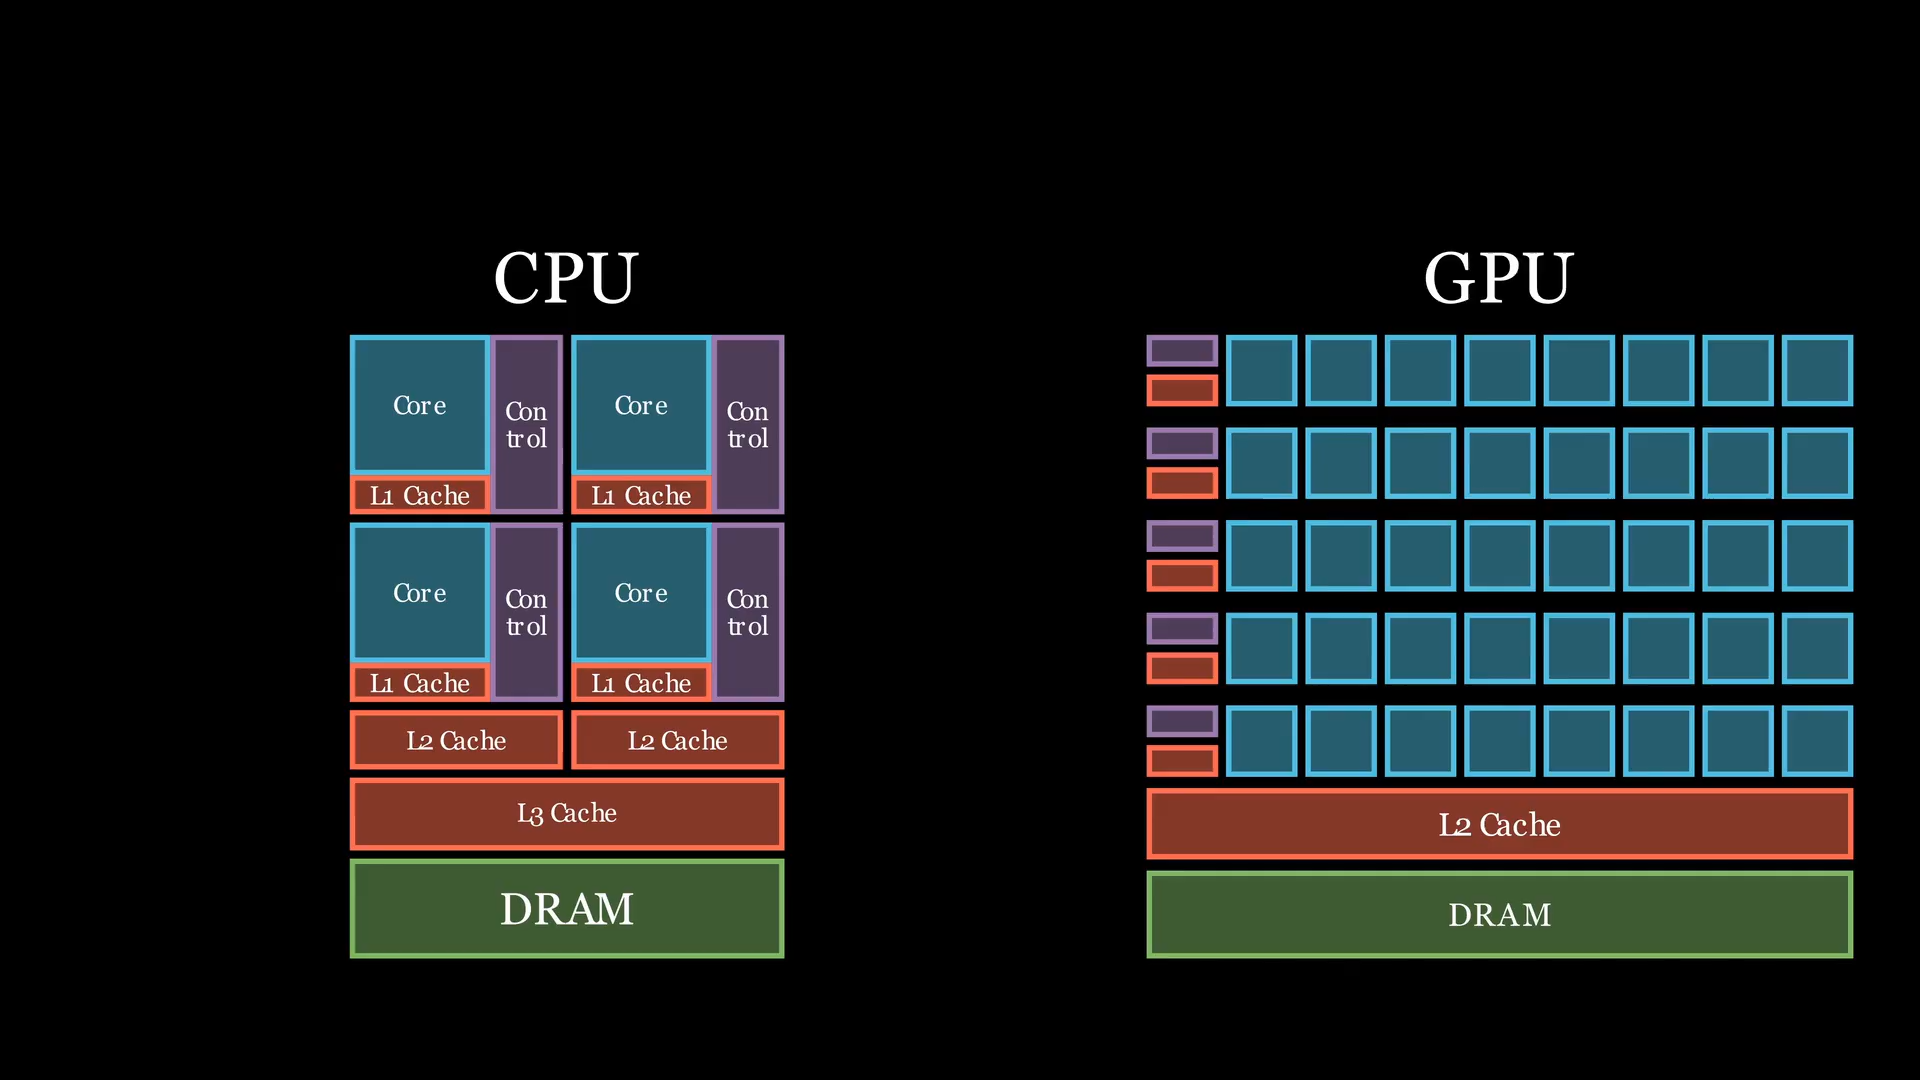 CPU
GPU
Core
Con
trol
Core
Con
trol
L1 Cache
L1 Cache
Core
Con
trol
Core
Con
trol
L1 Cache
L1 Cache
L2 Cache
L2 Cache
L3 Cache
DRAM
L2 Cache
DRAM